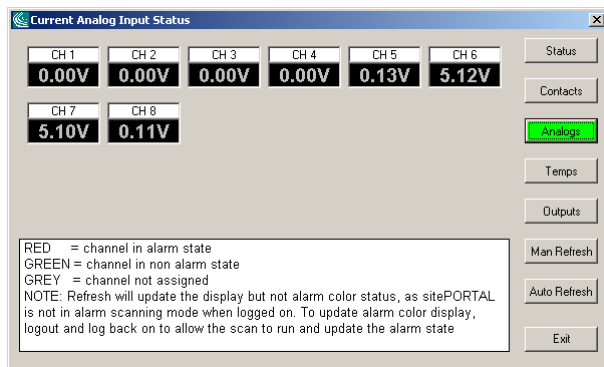 Current Analog Input Status
CH 1 CH 2 CH 3 CH 4 CH 5 CH 6
0.00V 0.00V 0.00V 0.00V 0.13V 5.12V
CH 7 CH 8
5.10V 0.11V
Status
Contacts
Analogs
Temps
Outputs
Man Refresh
Auto Refresh
Exit
RED = channel in alarm state
GREEN = channel in non alarm state
GREY = channel not assigned
NOTE: Refresh will update the display but not alarm color status, as sitePORTAL
is not in alarm scanning mode when logged on. To update alarm color display,
logout and log back on to allow the scan to run and update the alarm state